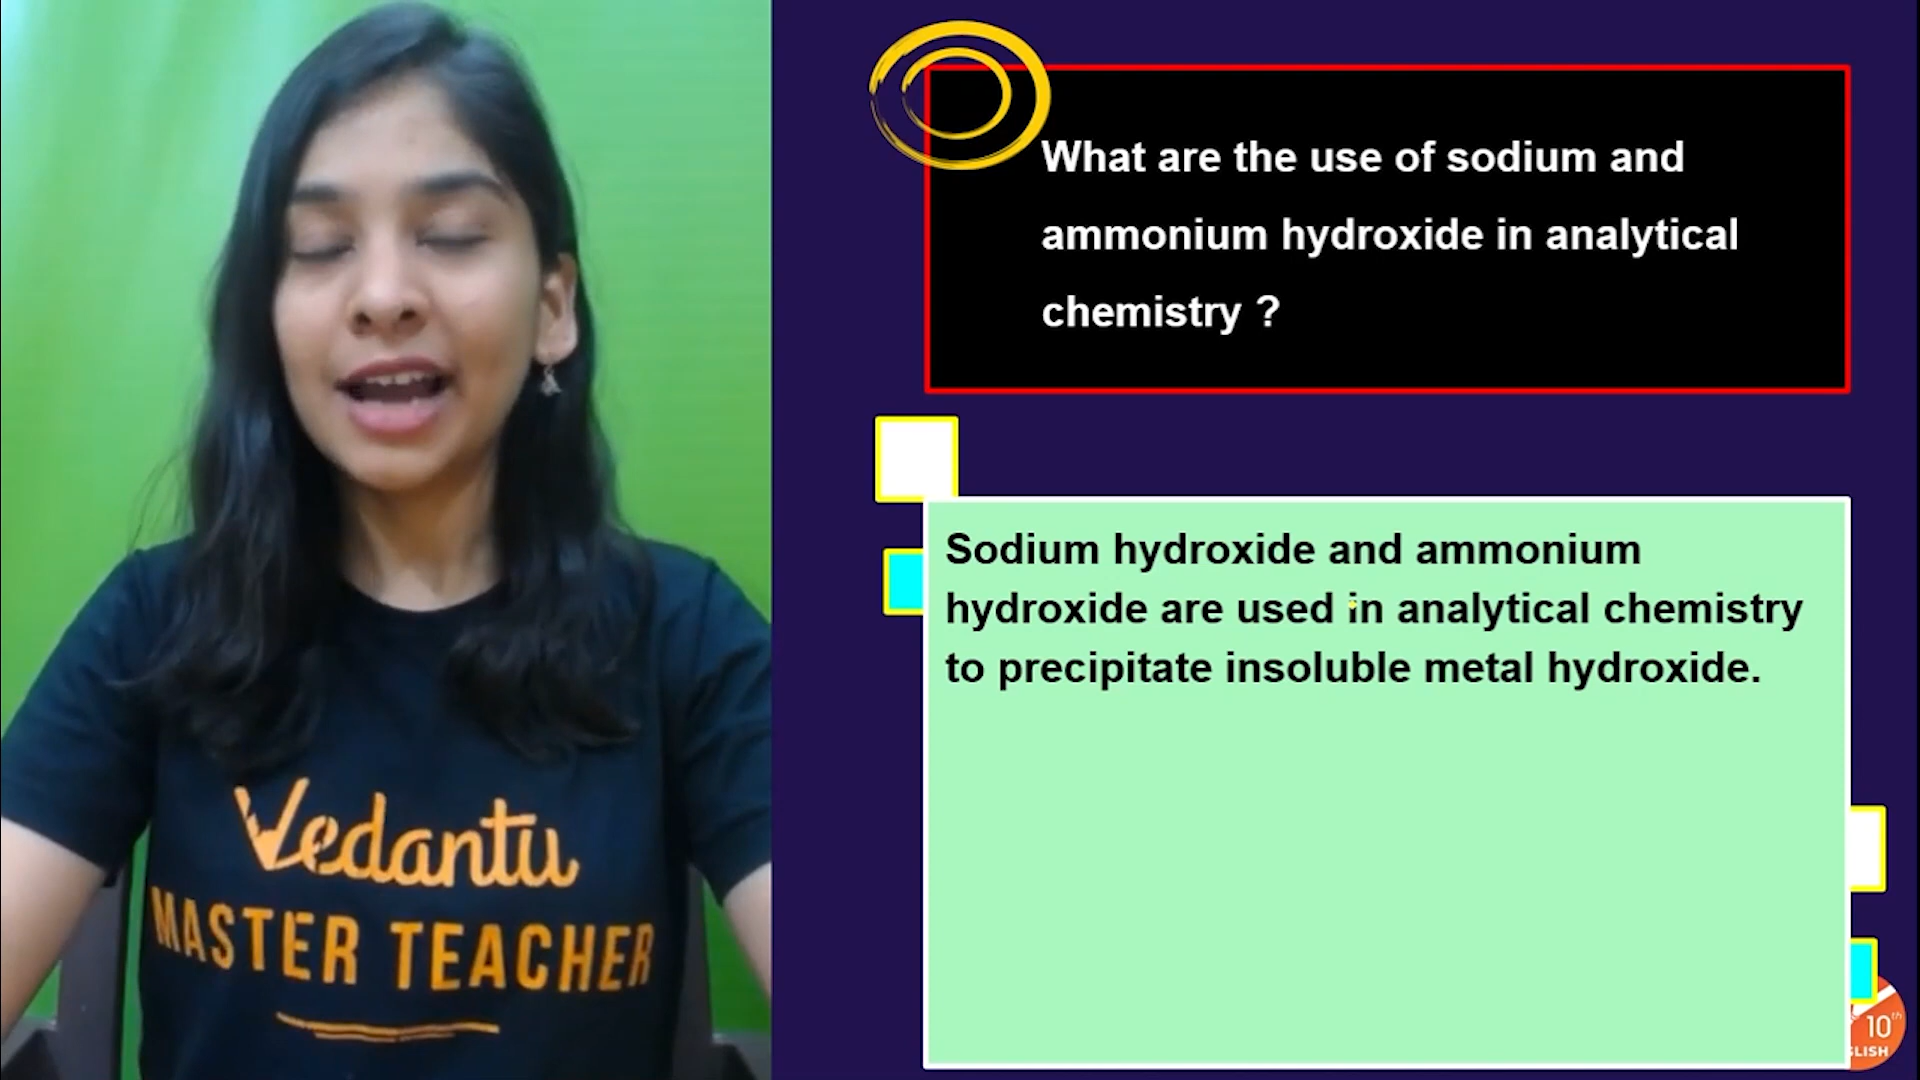 What are the use of sodium and
ammonium hydroxide in analytical
chemistry ?
Sodium hydroxide and ammonium
hydroxide are used in analytical chemistry
to precipitate insoluble metal hydroxide.
Vedantu
MASTER TEACHER
10th